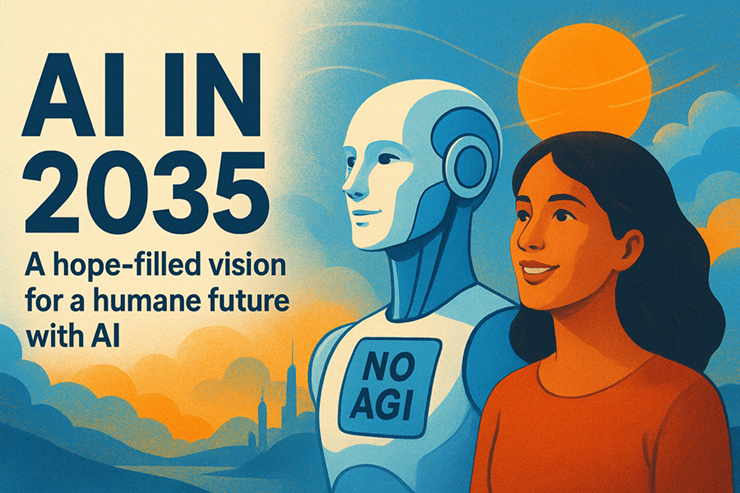 AI IN
2035
A hope-filled vision
for a humane future
with AI
NO
AGI